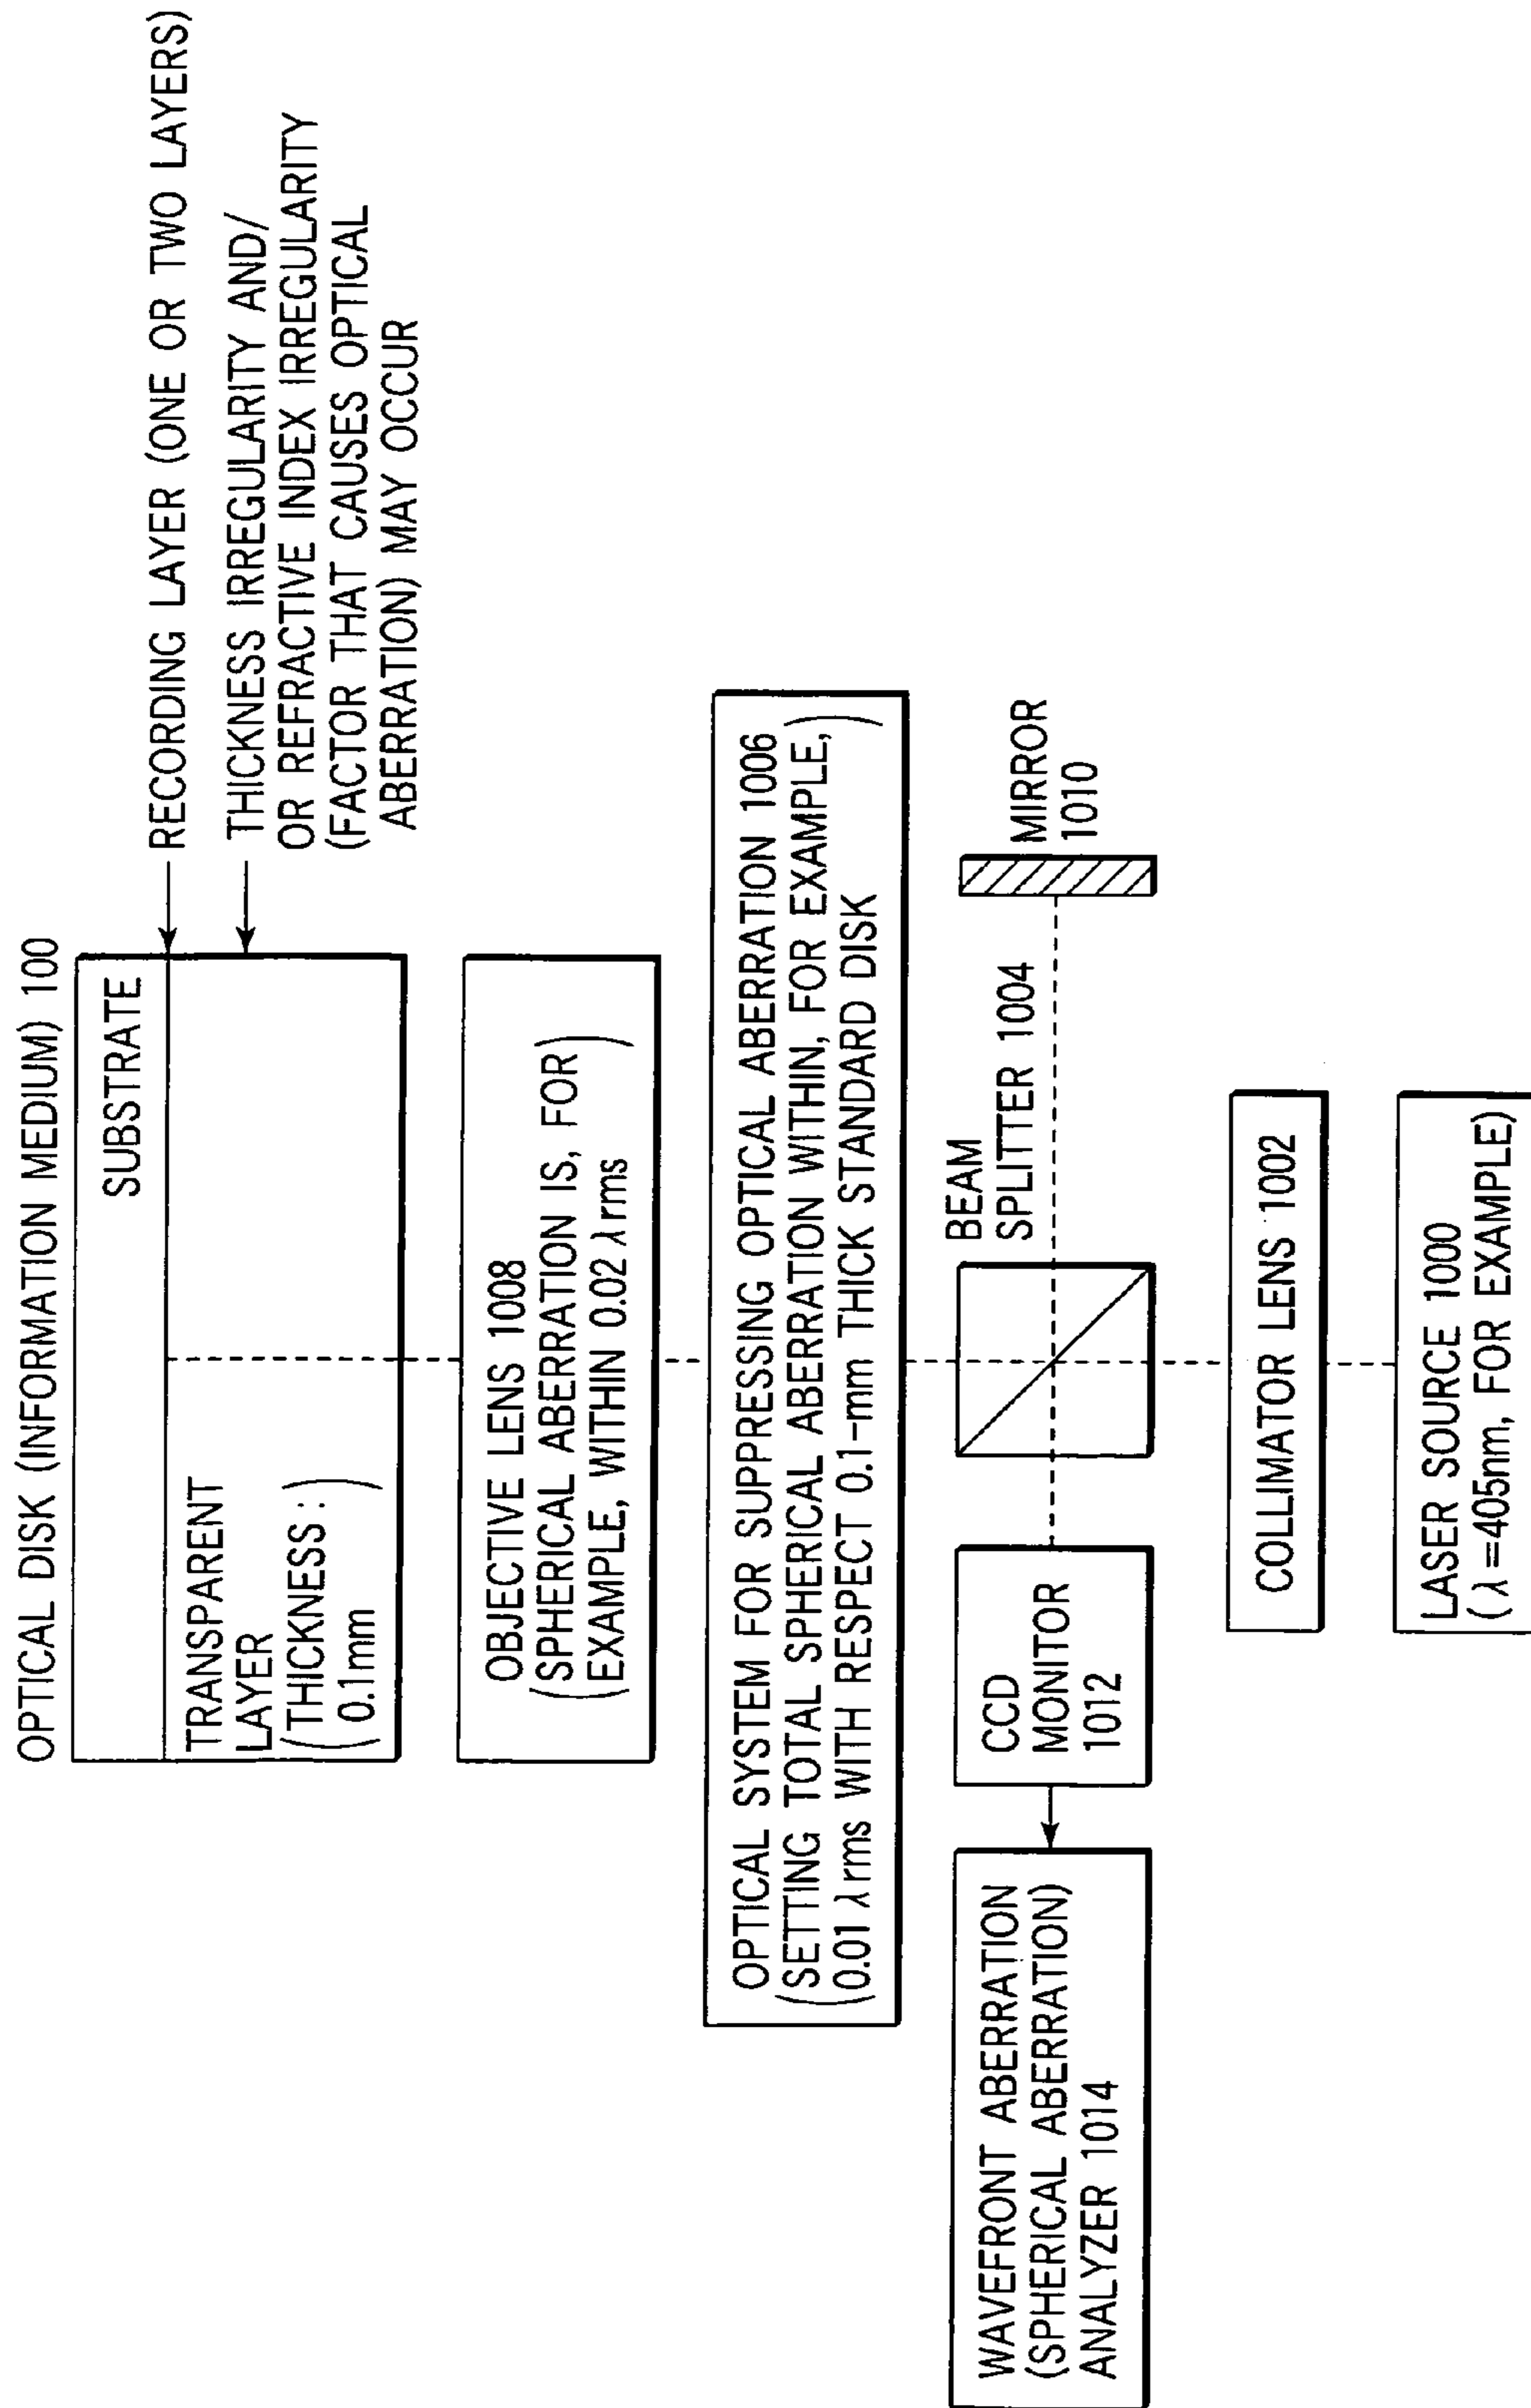 OPTICAL DISK (INFORMATION MEDIUM) 100
SUBSTRATE
RECORDING LAYER (ONE OR TWO LAYERS)
TRANSPARENT
LAYER
(THICKNESS :)
0.1mm
THICKNESS IRREGULARITY AND/
OR REFRACTIVE INDEX IRREGULARITY
(FACTOR THAT CAUSES OPTICAL
ABERRATION) MAY OCCUR
OBJECTIVE LENS 1008
(SPHERICAL ABERRATION IS, FOR)
EXAMPLE, WITHIN 0.02 λ rms
OPTICAL SYSTEM FOR SUPPRESSING OPTICAL ABERRATION 1006
(SETTING TOTAL SPHERICAL ABERRATION WITHIN, FOR EXAMPLE,)
0.01 λ rms WITH RESPECT 0.1-mm THICK STANDARD DISK
WAVEFRONT ABERRATION
(SPHERICAL ABERRATION)
ANALYZER 1014
CCD
MONITOR
1012
BEAM
SPLITTER 1004
MIRROR
1010
COLLIMATOR LENS 1002
LASER SOURCE 1000
( λ =405nm, FOR EXAMPLE)